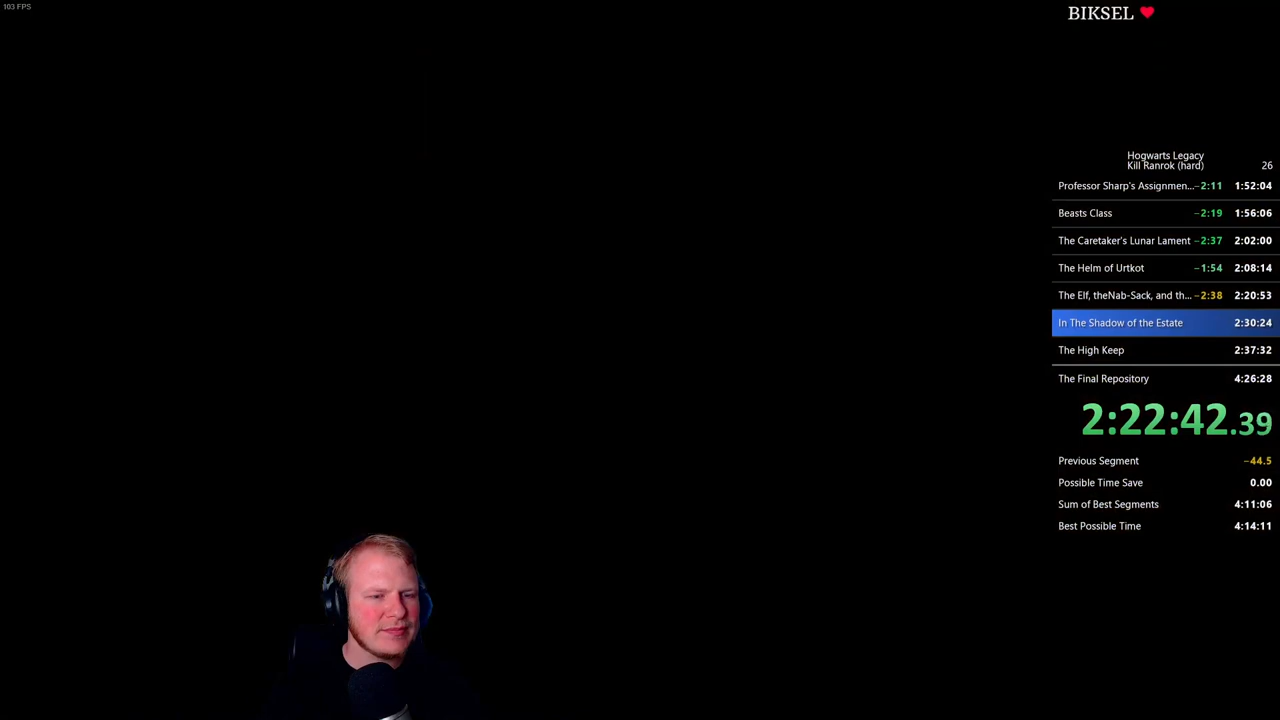 103 FPS
BIKSEL ❤
Hogwarts Legacy
Kill Ranrok (hard) 26
Professor Sharp's Assignmen... −2:11 1:52:04
Beasts Class −2:19 1:56:06
The Caretaker's Lunar Lament −2:37 2:02:00
The Helm of Urtkot −1:54 2:08:14
The Elf, theNab-Sack, and th... −2:38 2:20:53
In The Shadow of the Estate 2:30:24
The High Keep 2:37:32
The Final Repository 4:26:28
2:22:42.39
Previous Segment −44.5
Possible Time Save 0.00
Sum of Best Segments 4:11:06
Best Possible Time 4:14:11